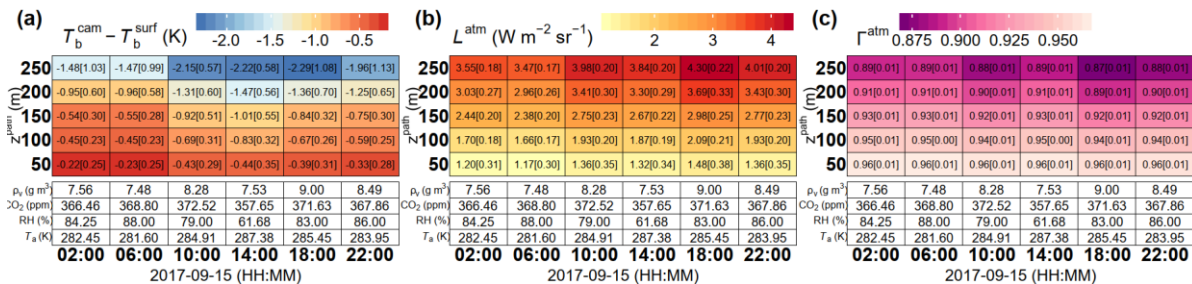 (a) T_b^cam − T_b^surf (K) -2.0 -1.5 -1.0 -0.5
250 -1.48[1.03] -1.47[0.99] -2.15[0.57] -2.22[0.58] -2.29[1.08] -1.96[1.13]
200 -0.95[0.60] -0.96[0.58] -1.31[0.60] -1.47[0.56] -1.36[0.70] -1.25[0.65]
150 -0.54[0.30] -0.55[0.28] -0.92[0.51] -1.01[0.55] -0.84[0.32] -0.75[0.30]
100 -0.45[0.23] -0.45[0.23] -0.69[0.31] -0.83[0.32] -0.67[0.26] -0.59[0.25]
50 -0.22[0.25] -0.23[0.25] -0.43[0.29] -0.44[0.35] -0.39[0.31] -0.33[0.28]
z^path (m)
ρ_v (g m³) 7.56 7.48 8.28 7.53 9.00 8.49
CO₂ (ppm) 366.46 368.80 372.52 357.65 371.63 367.86
RH (%) 84.25 88.00 79.00 61.68 83.00 86.00
T_a (K) 282.45 281.60 284.91 287.38 285.45 283.95
02:00 06:00 10:00 14:00 18:00 22:00
2017-09-15 (HH:MM)
(b) L^atm (W m⁻² sr⁻¹) 2 3 4
250 3.55[0.18] 3.47[0.17] 3.98[0.20] 3.84[0.20] 4.30[0.22] 4.01[0.20]
200 3.03[0.27] 2.96[0.26] 3.41[0.30] 3.30[0.29] 3.69[0.33] 3.43[0.30]
150 2.44[0.20] 2.38[0.20] 2.75[0.23] 2.67[0.22] 2.98[0.25] 2.77[0.23]
100 1.70[0.18] 1.66[0.17] 1.93[0.20] 1.87[0.19] 2.09[0.21] 1.93[0.20]
50 1.20[0.31] 1.17[0.30] 1.36[0.35] 1.32[0.34] 1.48[0.38] 1.36[0.35]
z^path (m)
ρ_v (g m³) 7.56 7.48 8.28 7.53 9.00 8.49
CO₂ (ppm) 366.46 368.80 372.52 357.65 371.63 367.86
RH (%) 84.25 88.00 79.00 61.68 83.00 86.00
T_a (K) 282.45 281.60 284.91 287.38 285.45 283.95
02:00 06:00 10:00 14:00 18:00 22:00
2017-09-15 (HH:MM)
(c) Γ^atm 0.875 0.900 0.925 0.950
250 0.89[0.01] 0.89[0.01] 0.88[0.01] 0.89[0.01] 0.87[0.01] 0.88[0.01]
200 0.91[0.01] 0.91[0.01] 0.90[0.01] 0.91[0.01] 0.89[0.01] 0.90[0.01]
150 0.93[0.01] 0.93[0.01] 0.92[0.01] 0.93[0.01] 0.92[0.01] 0.92[0.01]
100 0.95[0.00] 0.95[0.00] 0.94[0.01] 0.95[0.00] 0.94[0.01] 0.94[0.01]
50 0.96[0.01] 0.96[0.01] 0.96[0.01] 0.96[0.01] 0.96[0.01] 0.96[0.01]
z^path (m)
ρ_v (g m³) 7.56 7.48 8.28 7.53 9.00 8.49
CO₂ (ppm) 366.46 368.80 372.52 357.65 371.63 367.86
RH (%) 84.25 88.00 79.00 61.68 83.00 86.00
T_a (K) 282.45 281.60 284.91 287.38 285.45 283.95
02:00 06:00 10:00 14:00 18:00 22:00
2017-09-15 (HH:MM)